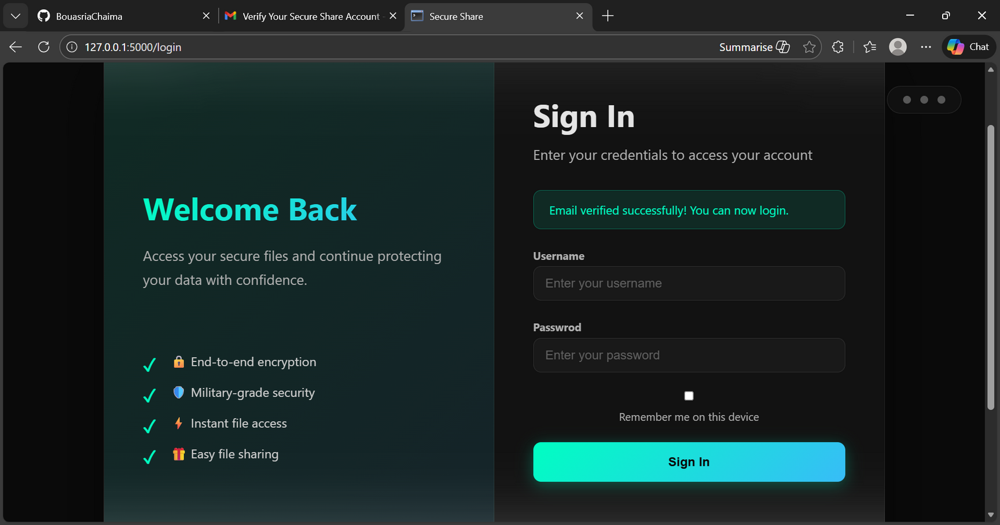 BouasriaChaima
Verify Your Secure Share Account -
Secure Share
127.0.0.1:5000/login
Summarise
Chat
Welcome Back
Access your secure files and continue protecting
your data with confidence.
✓ 🔒 End-to-end encryption
✓ 🛡️ Military-grade security
✓ ⚡ Instant file access
✓ 🎁 Easy file sharing
Sign In
Enter your credentials to access your account
Email verified successfully! You can now login.
Username
Enter your username
Passwrod
Enter your password
Remember me on this device
Sign In